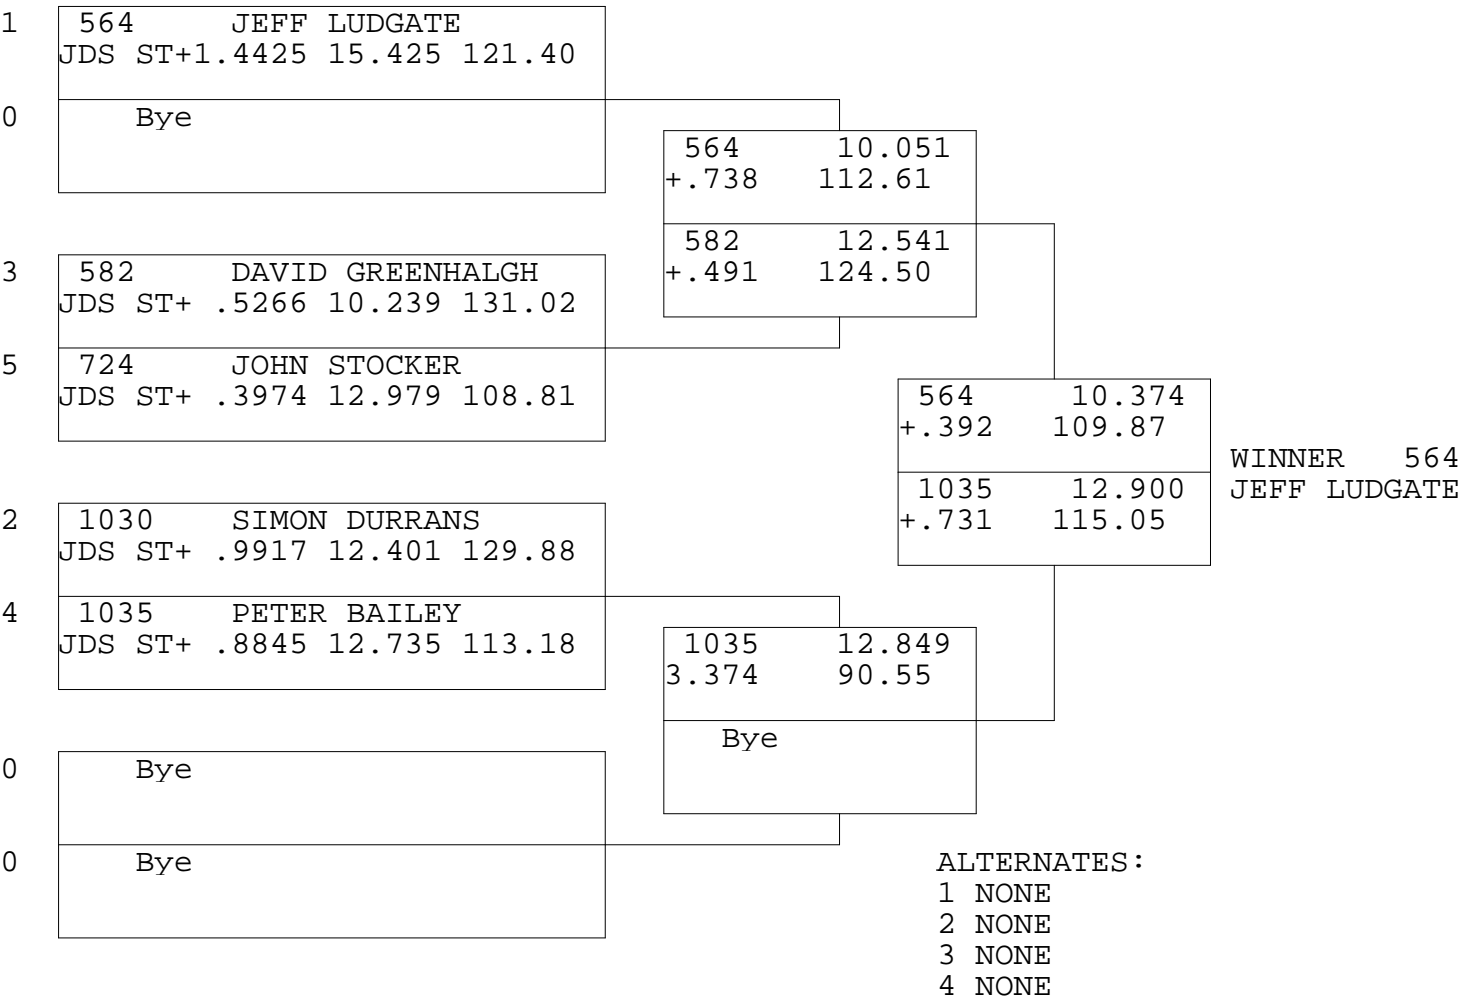 1 564 JEFF LUDGATE
JDS ST+1.4425 15.425 121.40
0 Bye
3 582 DAVID GREENHALGH
JDS ST+ .5266 10.239 131.02
5 724 JOHN STOCKER
JDS ST+ .3974 12.979 108.81
2 1030 SIMON DURRANS
JDS ST+ .9917 12.401 129.88
4 1035 PETER BAILEY
JDS ST+ .8845 12.735 113.18
0 Bye
0 Bye
564 10.051
+.738 112.61
582 12.541
+.491 124.50
1035 12.849
3.374 90.55
Bye
564 10.374
+.392 109.87
1035 12.900
+.731 115.05
WINNER 564
JEFF LUDGATE
ALTERNATES:
1 NONE
2 NONE
3 NONE
4 NONE